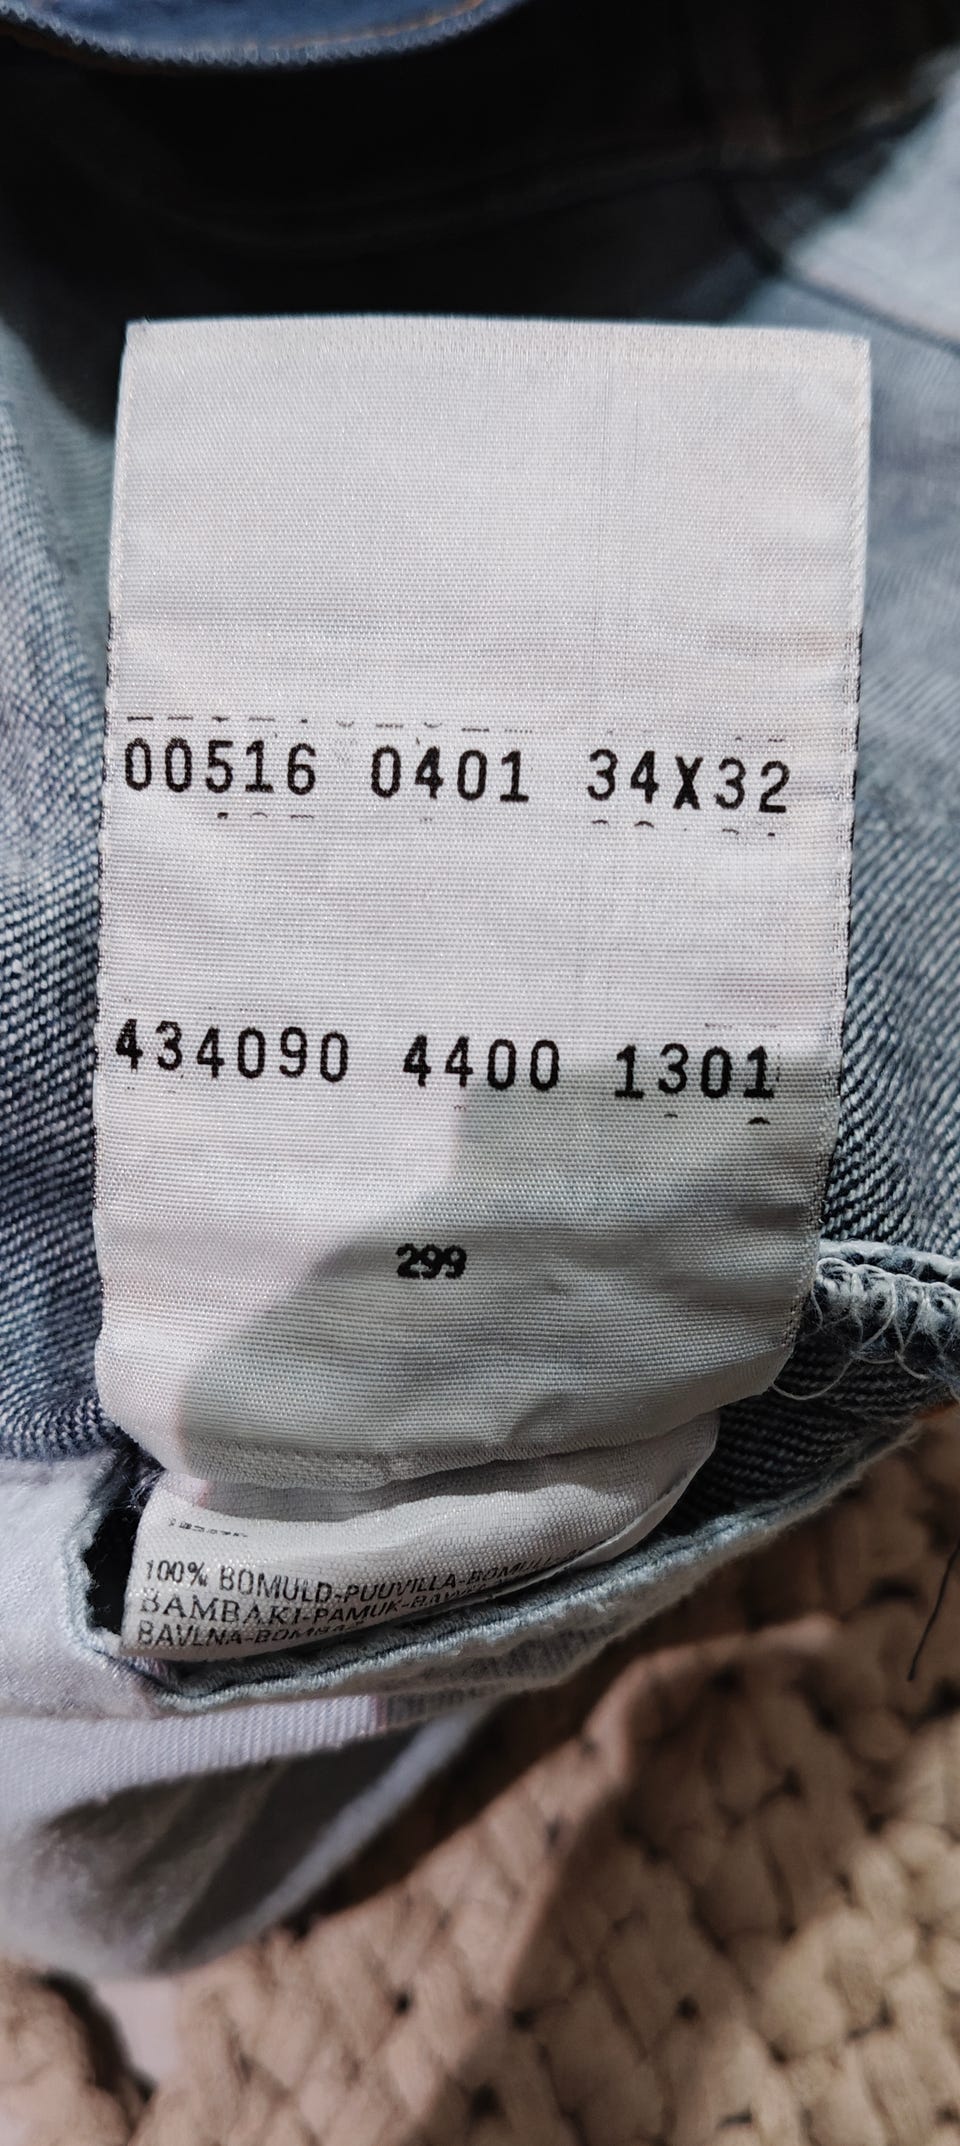 00516 0401 34X32
434090 4400 1301
299
100% BOMULD-PUUVILLA-BOMULL
BAMBAKI-PAMUK-
BAVLNA-